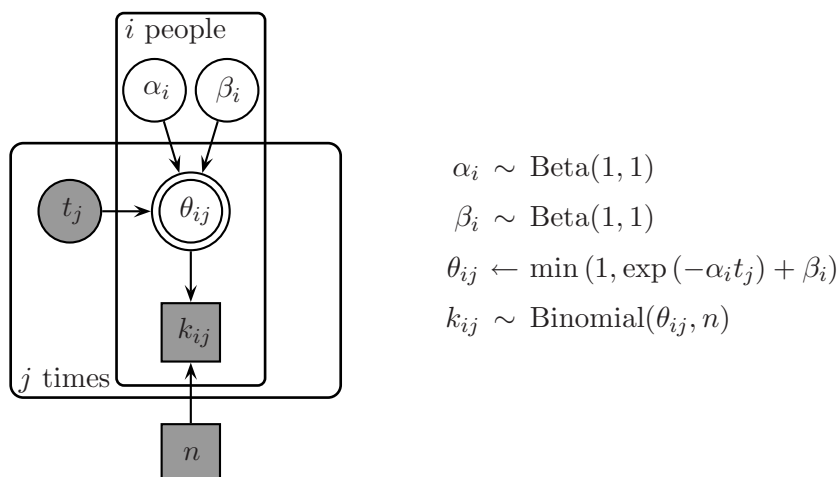 i people
αᵢ βᵢ
tⱼ θᵢⱼ
kᵢⱼ
j times
n
αᵢ ∼ Beta(1, 1)
βᵢ ∼ Beta(1, 1)
θᵢⱼ ← min (1, exp (−αᵢtⱼ) + βᵢ)
kᵢⱼ ∼ Binomial(θᵢⱼ, n)